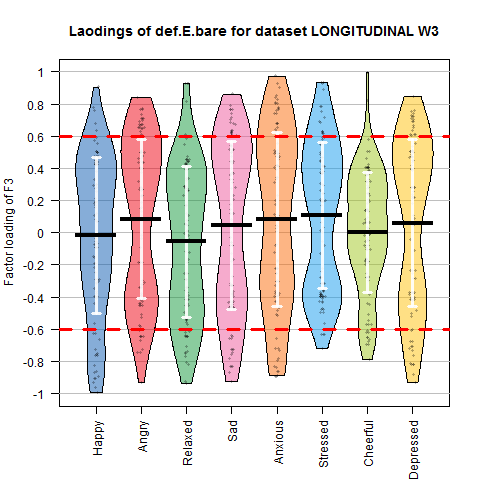 Laodings of def.E.bare for dataset LONGITUDINAL W3
Factor loading of F3
1
0.8
0.6
0.4
0.2
0
-0.2
-0.4
-0.6
-0.8
-1
Happy
Angry
Relaxed
Sad
Anxious
Stressed
Cheerful
Depressed